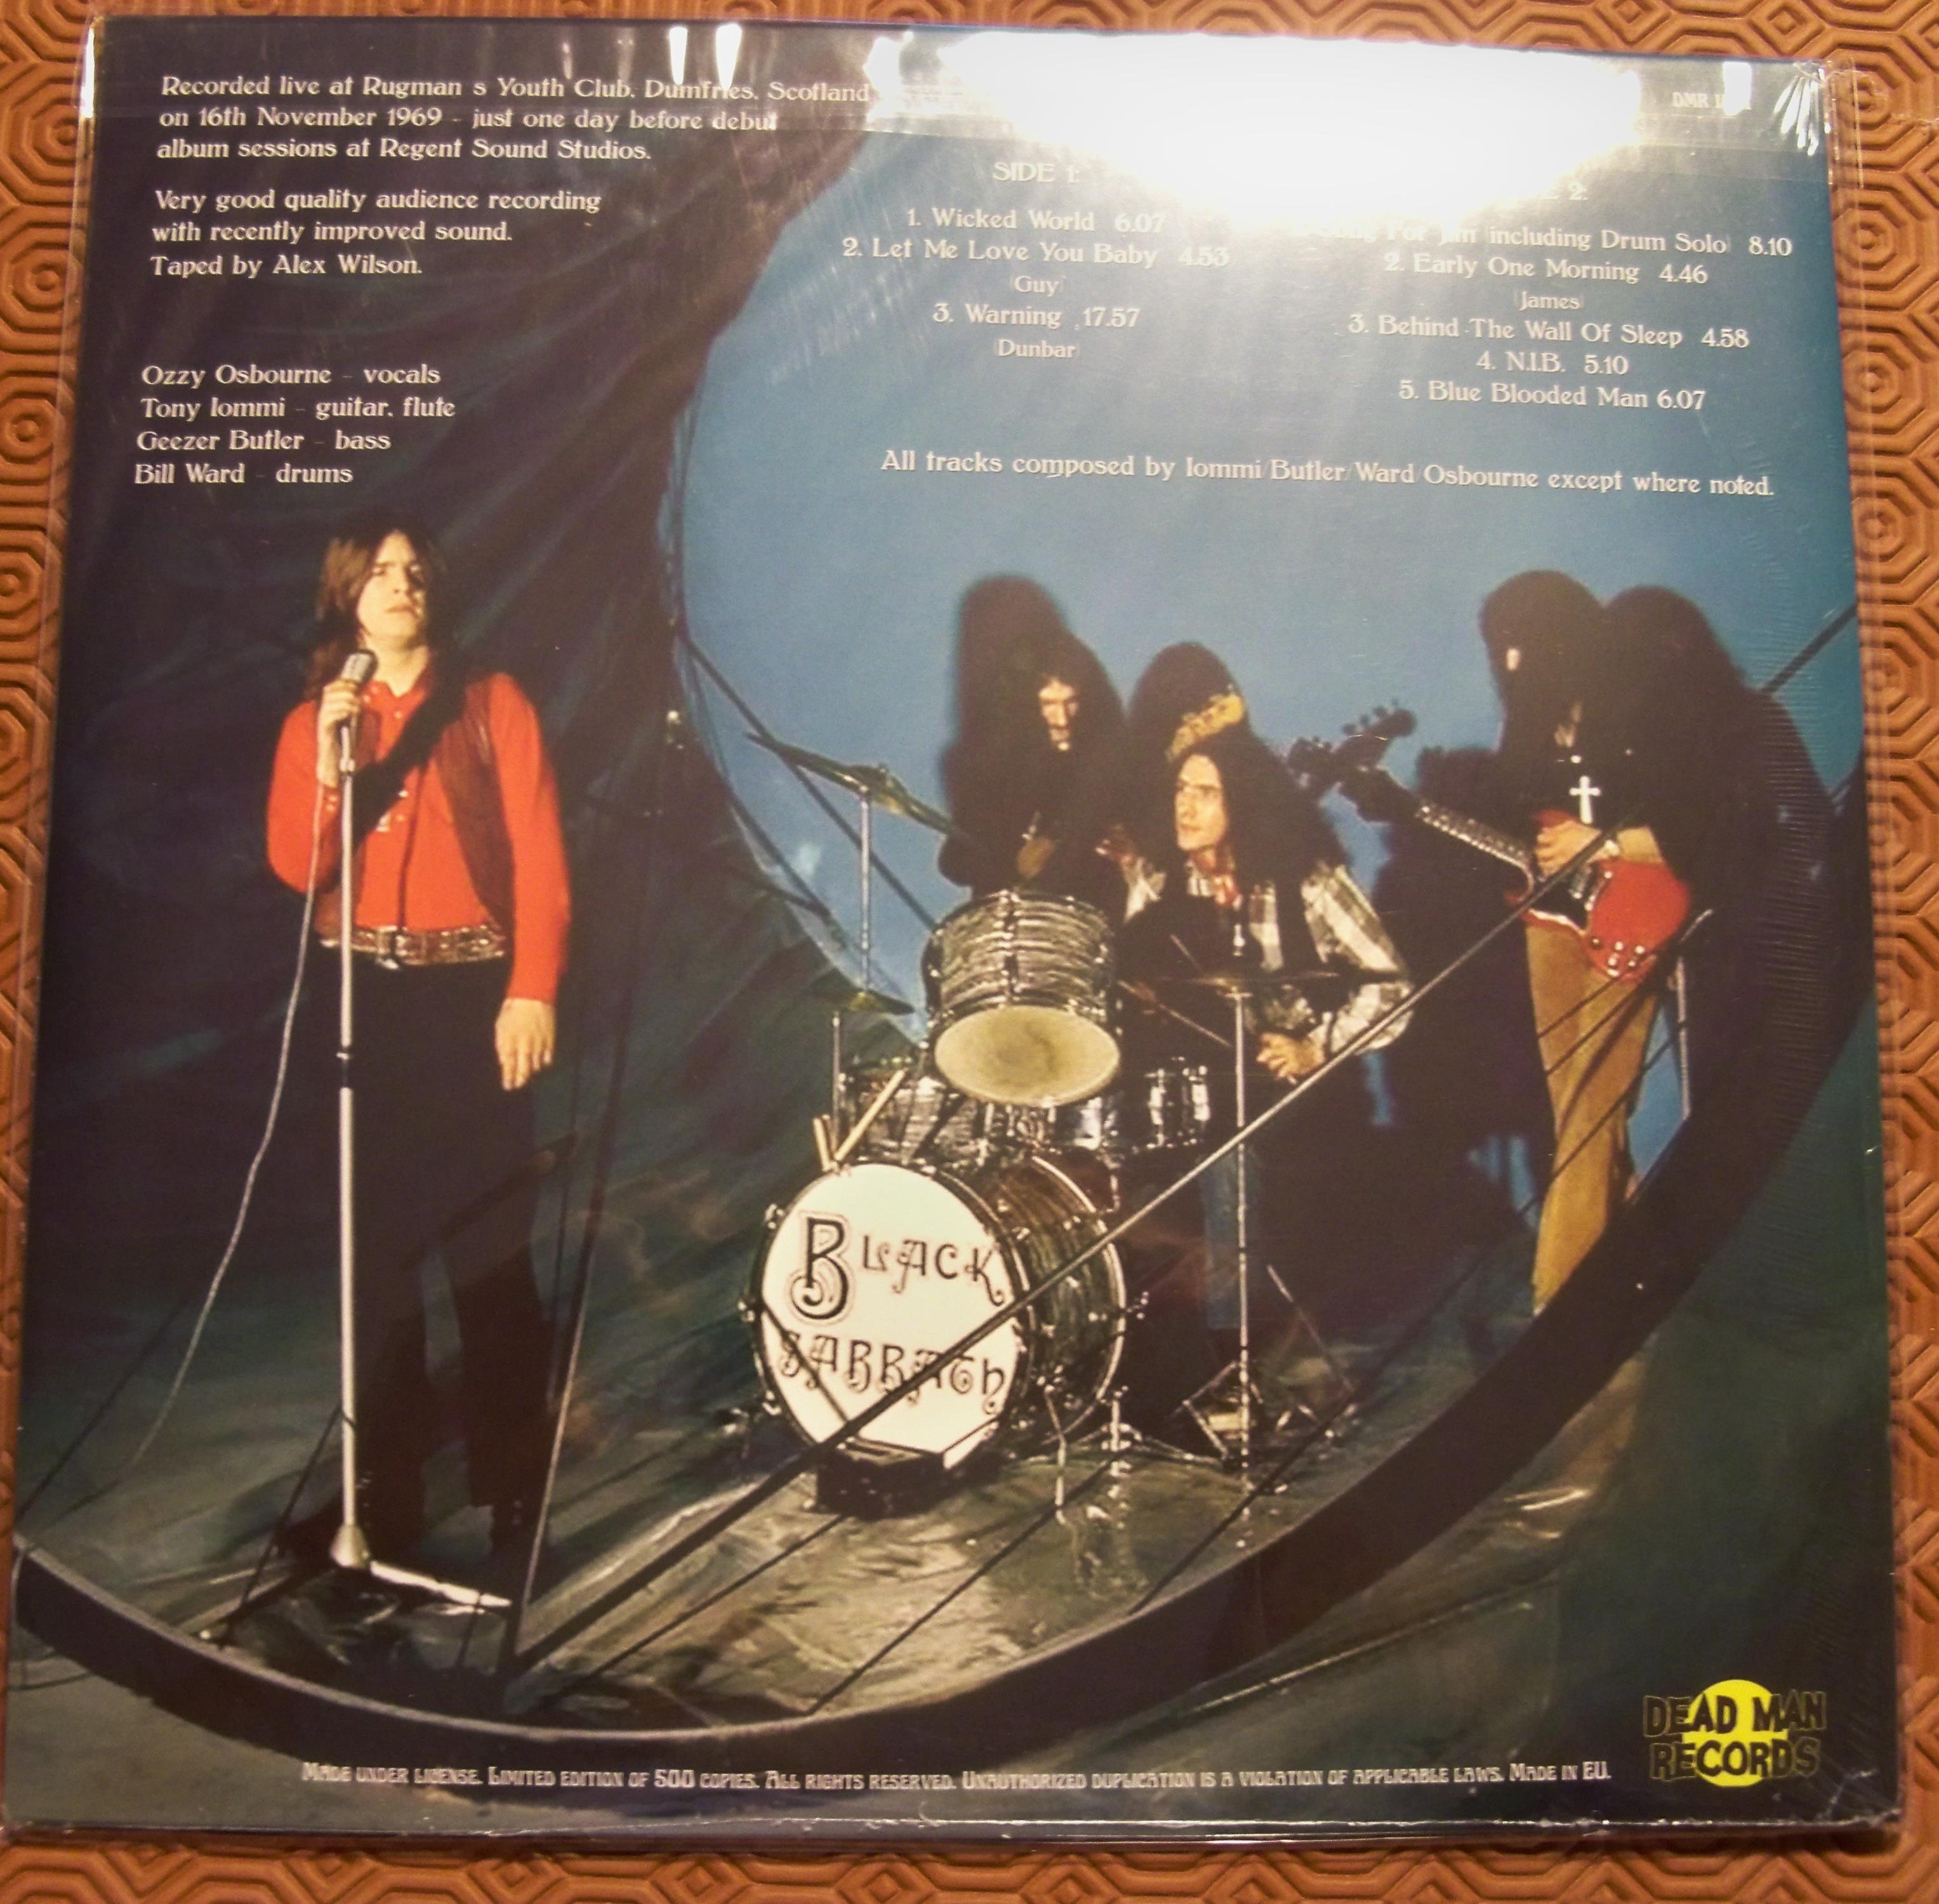 Recorded live at Rugman s Youth Club, Dumfries, Scotland
on 16th November 1969 - just one day before debut
album sessions at Regent Sound Studios.
Very good quality audience recording
with recently improved sound.
Taped by Alex Wilson.
Ozzy Osbourne - vocals
Tony Iommi - guitar, flute
Geezer Butler - bass
Bill Ward - drums
DMR
SIDE 1:
1. Wicked World 6.07
2. Let Me Love You Baby 4.53
(Guy)
3. Warning 17.57
(Dunbar)
2:
For Jim (including Drum Solo) 8.10
2. Early One Morning 4.46
(James)
3. Behind The Wall Of Sleep 4.58
4. N.I.B. 5.10
5. Blue Blooded Man 6.07
All tracks composed by Iommi/Butler/Ward/Osbourne except where noted.
BLACK
SABBATH
DEAD MAN
RECORDS
Made under license. Limited edition of 500 copies. All rights reserved. Unauthorized duplication is a violation of applicable laws. Made in EU.